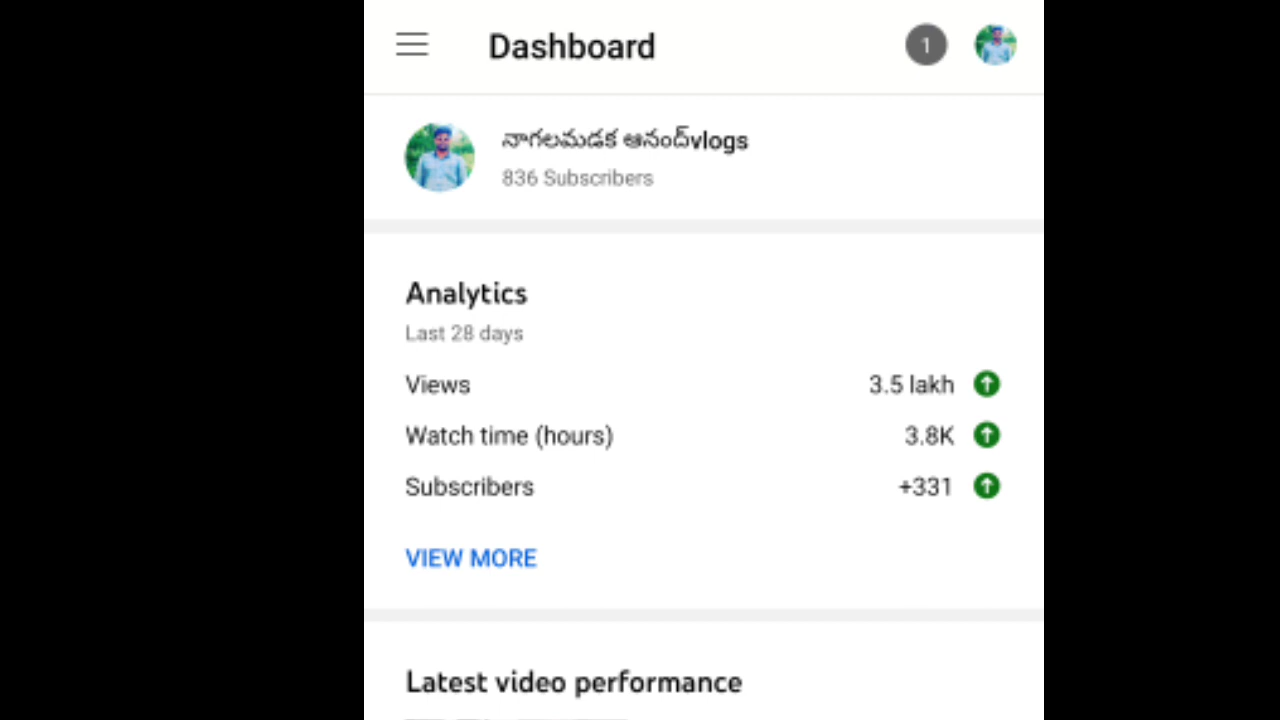 Dashboard
1
నాగలమడక ఆనంద్vlogs
836 Subscribers
Analytics
Last 28 days
Views 3.5 lakh
Watch time (hours) 3.8K
Subscribers +331
VIEW MORE
Latest video performance